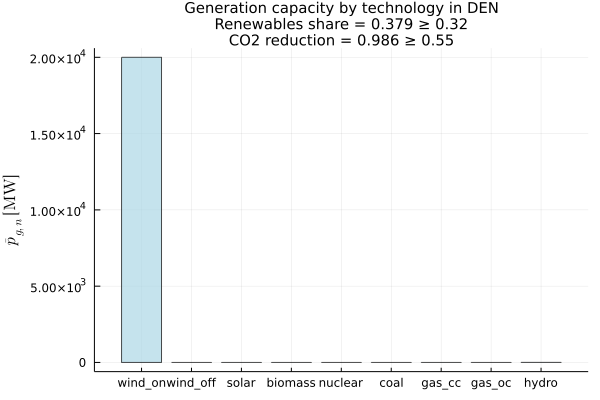 Generation capacity by technology in DEN
Renewables share = 0.379 ≥ 0.32
CO2 reduction = 0.986 ≥ 0.55
2.00×10⁴
1.50×10⁴
1.00×10⁴
5.00×10³
0
p̄_{g,n} [MW]
wind_on wind_off solar biomass nuclear coal gas_cc gas_oc hydro